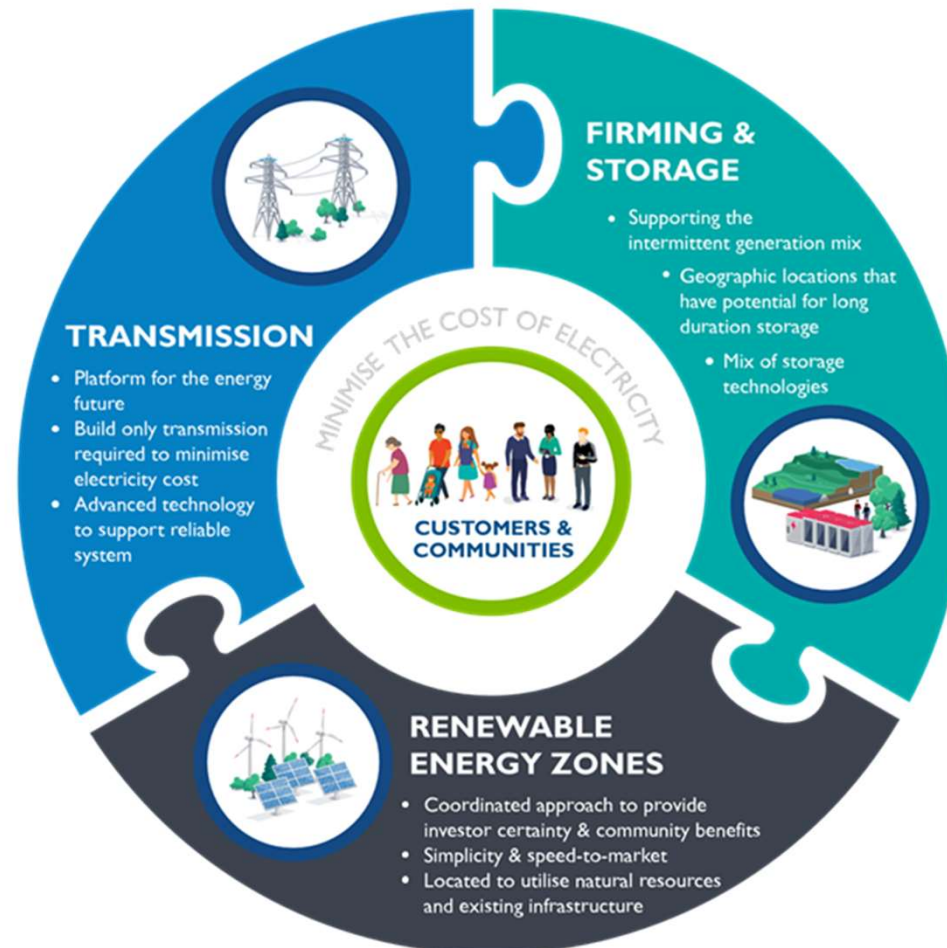 TRANSMISSION
• Platform for the energy
future
• Build only transmission
required to minimise
electricity cost
• Advanced technology
to support reliable
system
FIRMING &
STORAGE
• Supporting the
intermittent generation mix
• Geographic locations that
have potential for long
duration storage
• Mix of storage
technologies
MINIMISE THE COST OF ELECTRICITY
CUSTOMERS &
COMMUNITIES
RENEWABLE
ENERGY ZONES
• Coordinated approach to provide
investor certainty & community benefits
• Simplicity & speed-to-market
• Located to utilise natural resources
and existing infrastructure